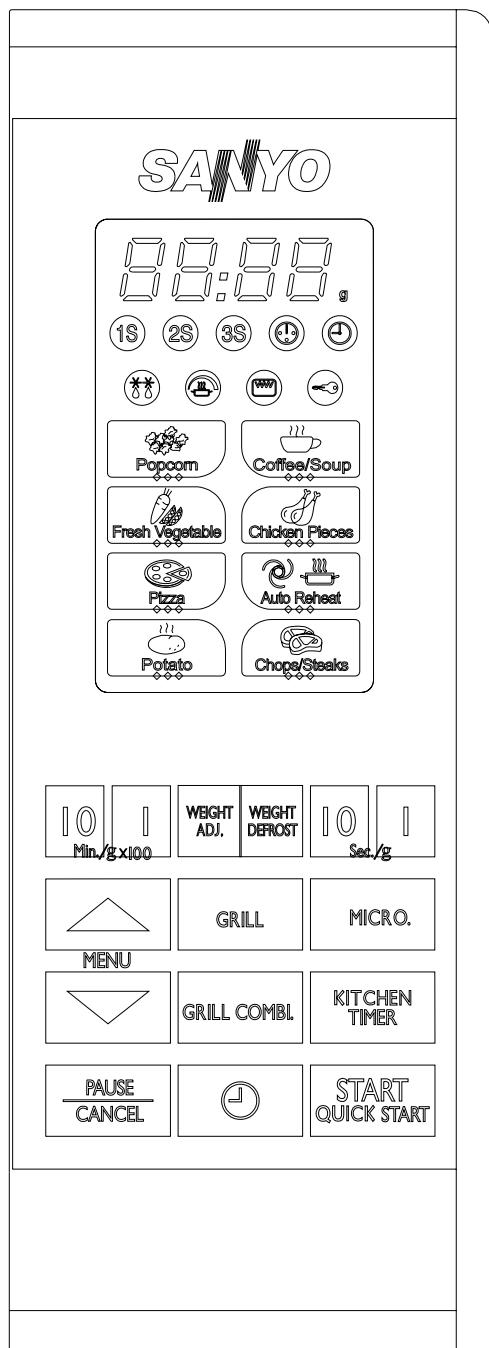 SANYO
88:88 g
1S 2S 3S
Popcorn Coffee/Soup
Fresh Vegetable Chicken Pieces
Pizza Auto Reheat
Potato Chops/Steaks
10 1 WEIGHT ADJ. WEIGHT DEFROST 10 1
Min./g x100 Sec./g
GRILL MICRO.
MENU
GRILL COMBI. KITCHEN TIMER
PAUSE
CANCEL
START
QUICK START